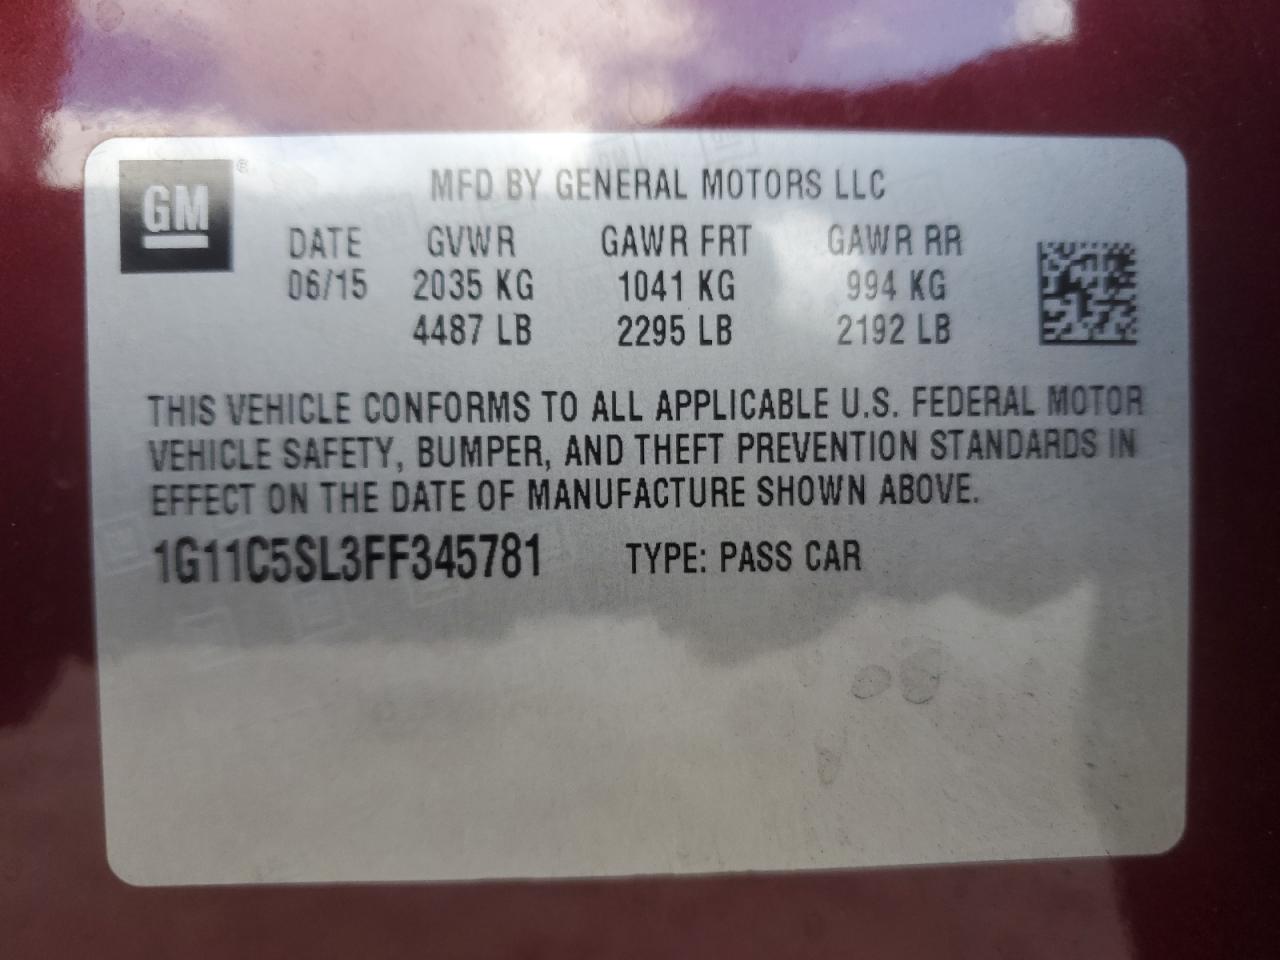 GM
MFD BY GENERAL MOTORS LLC
DATE GVWR GAWR FRT GAWR RR
06/15 2035 KG 1041 KG 994 KG
4487 LB 2295 LB 2192 LB
THIS VEHICLE CONFORMS TO ALL APPLICABLE U.S. FEDERAL MOTOR
VEHICLE SAFETY, BUMPER, AND THEFT PREVENTION STANDARDS IN
EFFECT ON THE DATE OF MANUFACTURE SHOWN ABOVE.
1G11C5SL3FF345781 TYPE: PASS CAR